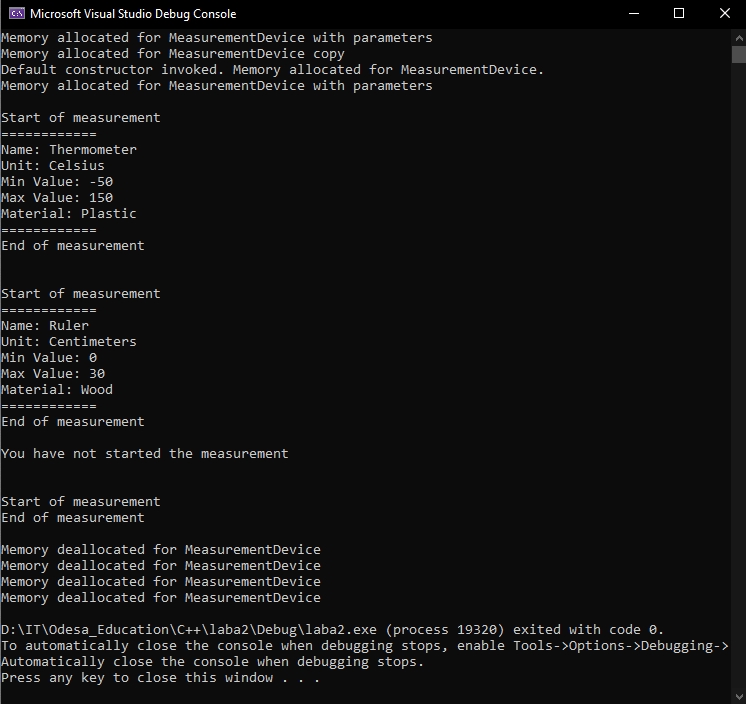 Microsoft Visual Studio Debug Console
Memory allocated for MeasurementDevice with parameters
Memory allocated for MeasurementDevice copy
Default constructor invoked. Memory allocated for MeasurementDevice.
Memory allocated for MeasurementDevice with parameters
Start of measurement
============
Name: Thermometer
Unit: Celsius
Min Value: -50
Max Value: 150
Material: Plastic
============
End of measurement
Start of measurement
============
Name: Ruler
Unit: Centimeters
Min Value: 0
Max Value: 30
Material: Wood
============
End of measurement
You have not started the measurement
Start of measurement
End of measurement
Memory deallocated for MeasurementDevice
Memory deallocated for MeasurementDevice
Memory deallocated for MeasurementDevice
Memory deallocated for MeasurementDevice
D:\IT\Odesa_Education\C++\laba2\Debug\laba2.exe (process 19320) exited with code 0.
To automatically close the console when debugging stops, enable Tools->Options->Debugging->
Automatically close the console when debugging stops.
Press any key to close this window . . .